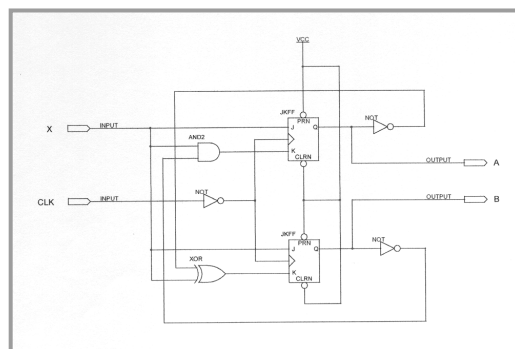 VCC
JKFF
NOT
PRN
X INPUT J Q
AND2
K
CLRN
OUTPUT A
CLK INPUT NOT
OUTPUT B
JKFF
PRN
NOT
J Q
XOR
K
CLRN